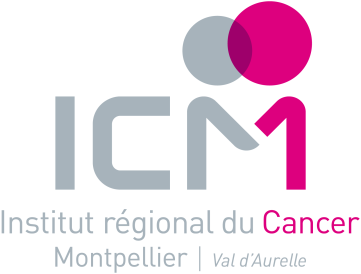 ICM
Institut régional du Cancer
Montpellier | Val d'Aurelle